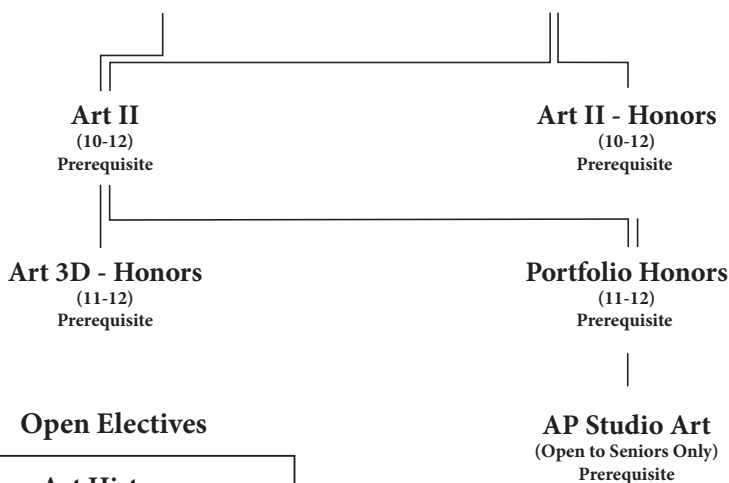 Art II
(10-12)
Prerequisite
Art II - Honors
(10-12)
Prerequisite
Art 3D - Honors
(11-12)
Prerequisite
Portfolio Honors
(11-12)
Prerequisite
Open Electives
AP Studio Art
(Open to Seniors Only)
Prerequisite
Art